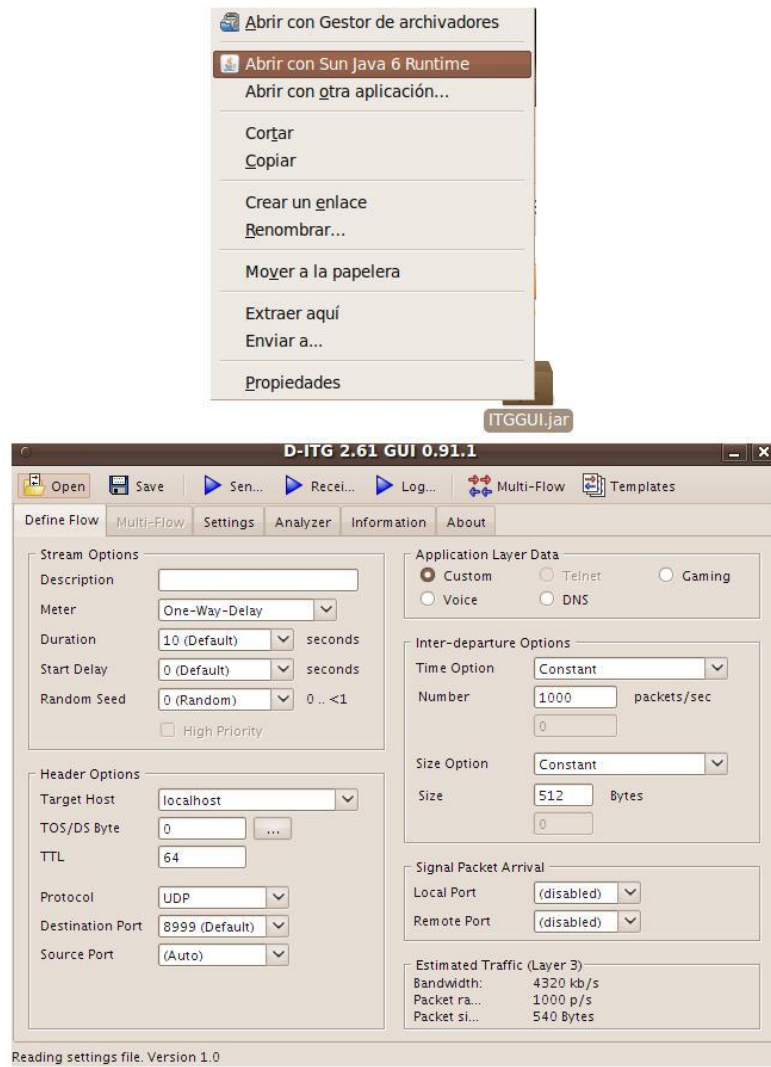 Abrir con Gestor de archivadores
Abrir con Sun Java 6 Runtime
Abrir con otra aplicación...
Cortar
Copiar
Crear un enlace
Renombrar...
Mover a la papelera
Extraer aquí
Enviar a...
Propiedades
ITGGUI.jar
D-ITG 2.61 GUI 0.91.1
Open Save Sen... Recei... Log... Multi-Flow Templates
Define Flow Multi-Flow Settings Analyzer Information About
Stream Options
Description
Meter One-Way-Delay
Duration 10 (Default) seconds
Start Delay 0 (Default) seconds
Random Seed 0 (Random) 0 .. <1
High Priority
Header Options
Target Host localhost
TOS/DS Byte 0 ...
TTL 64
Protocol UDP
Destination Port 8999 (Default)
Source Port (Auto)
Application Layer Data
Custom Telnet Gaming
Voice DNS
Inter-departure Options
Time Option Constant
Number 1000 packets/sec
0
Size Option Constant
Size 512 Bytes
0
Signal Packet Arrival
Local Port (disabled)
Remote Port (disabled)
Estimated Traffic (Layer 3)
Bandwidth: 4320 kb/s
Packet ra... 1000 p/s
Packet si... 540 Bytes
Reading settings file. Version 1.0